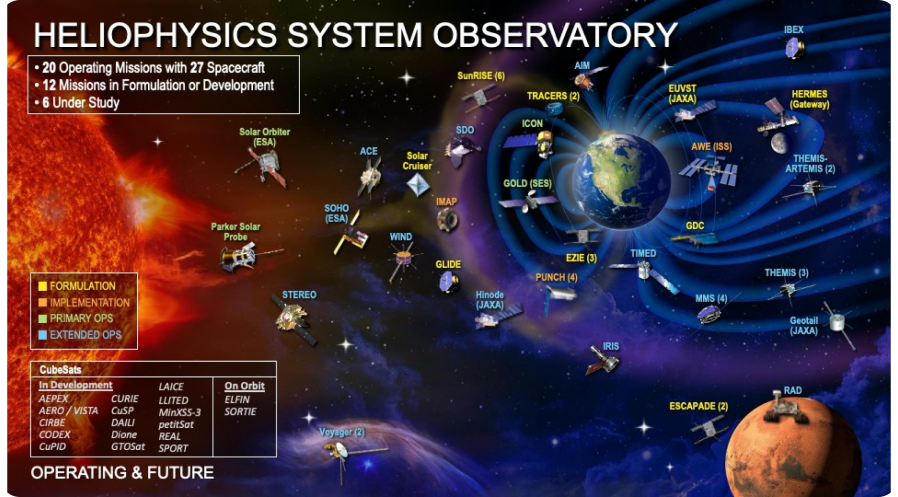 HELIOPHYSICS SYSTEM OBSERVATORY
• 20 Operating Missions with 27 Spacecraft
• 12 Missions in Formulation or Development
• 6 Under Study
IBEX
AIM
SunRISE (6)
TRACERS (2)
EUVST
(JAXA)
HERMES
(Gateway)
ICON
SDO
Solar Orbiter
(ESA)
ACE
Solar
Cruiser
AWE (ISS)
THEMIS-
ARTEMIS (2)
GOLD (SES)
IMAP
SOHO
(ESA)
Parker Solar
Probe
WIND
GDC
EZIE (3)
TIMED
GLIDE
PUNCH (4)
THEMIS (3)
STEREO
Hinode
(JAXA)
MMS (4)
Geotail
(JAXA)
IRIS
FORMULATION
IMPLEMENTATION
PRIMARY OPS
EXTENDED OPS
RAD
ESCAPADE (2)
Voyager (2)
CubeSats
In Development
AEPEX
AERO / VISTA
CIRBE
CODEX
CuPID
CURIE
CuSP
DAILI
Dione
GTOSat
LAICE
LLITED
MinXSS-3
petitSat
REAL
SPORT
On Orbit
ELFIN
SORTIE
OPERATING & FUTURE